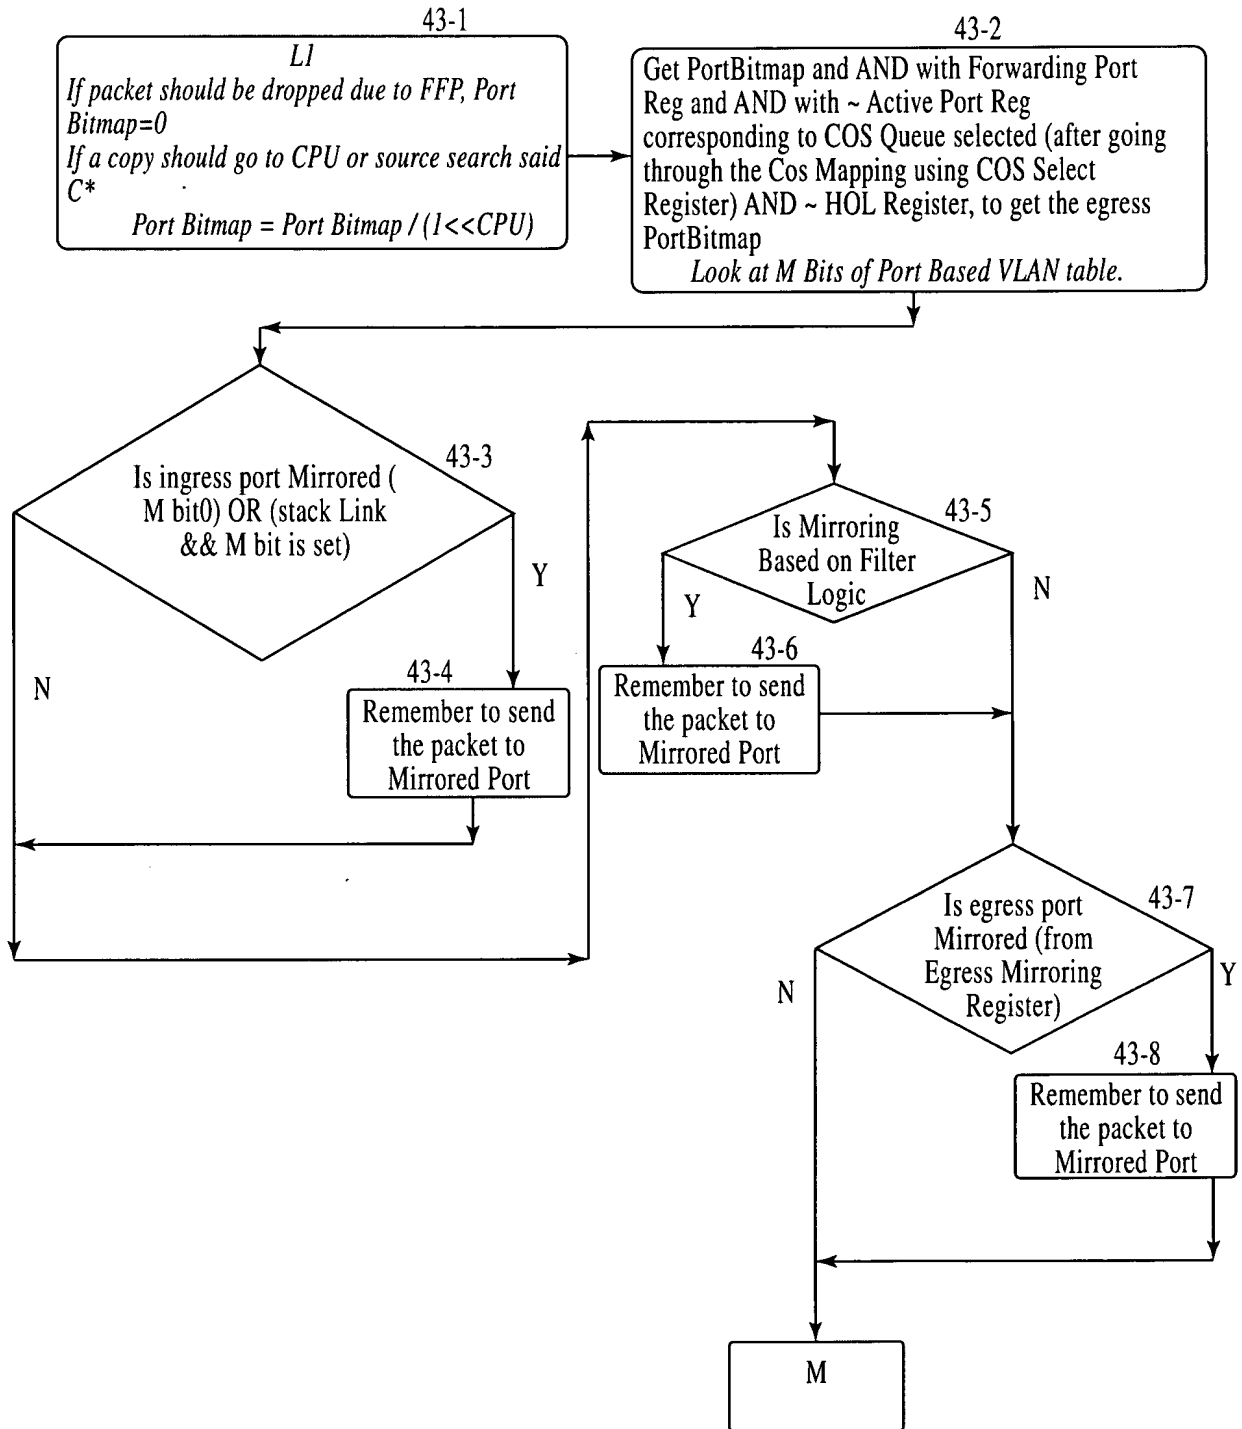 43-1
L1
If packet should be dropped due to FFP, Port
Bitmap=0
If a copy should go to CPU or source search said
C*
Port Bitmap = Port Bitmap / (1<<CPU)
43-2
Get PortBitmap and AND with Forwarding Port
Reg and AND with ~ Active Port Reg
corresponding to COS Queue selected (after going
through the Cos Mapping using COS Select
Register) AND ~ HOL Register, to get the egress
PortBitmap
Look at M Bits of Port Based VLAN table.
43-3
Is ingress port Mirrored (
M bit0) OR (stack Link
&& M bit is set)
Y
N
43-4
Remember to send
the packet to
Mirrored Port
43-5
Is Mirroring
Based on Filter
Logic
Y
N
43-6
Remember to send
the packet to
Mirrored Port
43-7
Is egress port
Mirrored (from
Egress Mirroring
Register)
N
Y
43-8
Remember to send
the packet to
Mirrored Port
M